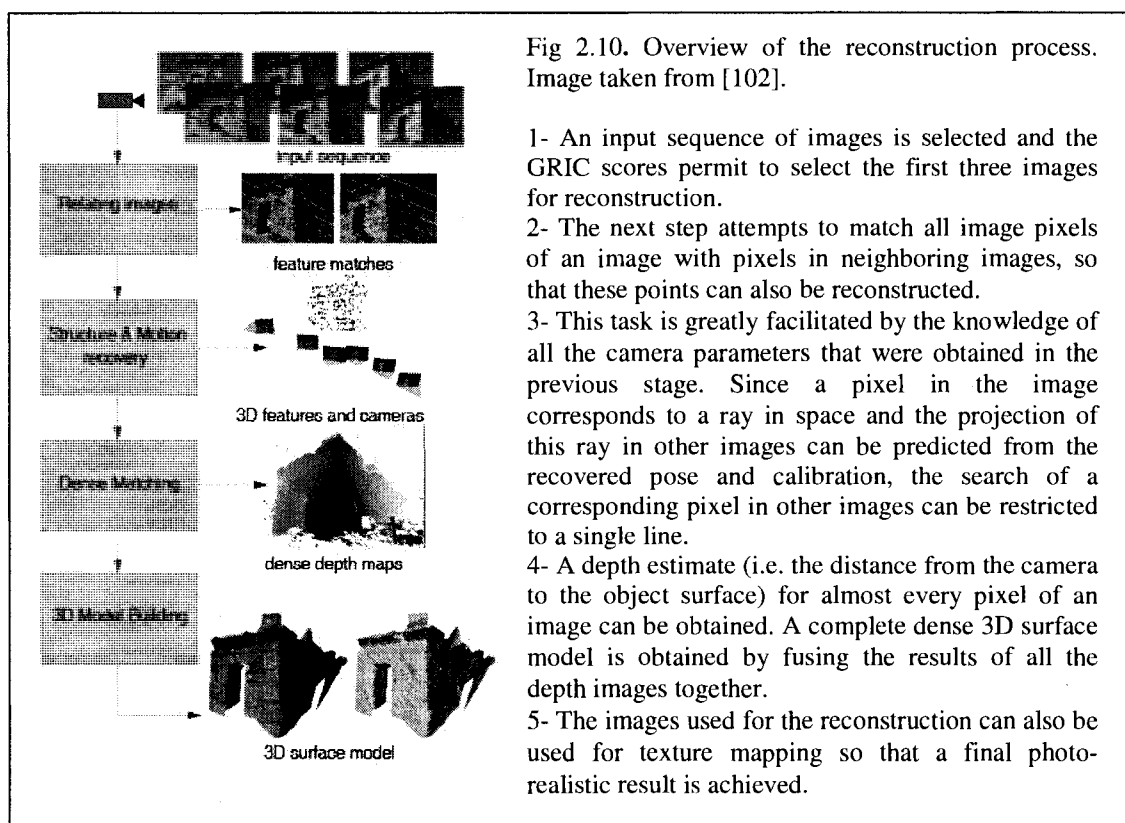 Fig 2.10. Overview of the reconstruction process.
Image taken from [102].
1- An input sequence of images is selected and the
GRIC scores permit to select the first three images
for reconstruction.
2- The next step attempts to match all image pixels
of an image with pixels in neighboring images, so
that these points can also be reconstructed.
3- This task is greatly facilitated by the knowledge of
all the camera parameters that were obtained in the
previous stage. Since a pixel in the image
corresponds to a ray in space and the projection of
this ray in other images can be predicted from the
recovered pose and calibration, the search of a
corresponding pixel in other images can be restricted
to a single line.
4- A depth estimate (i.e. the distance from the camera
to the object surface) for almost every pixel of an
image can be obtained. A complete dense 3D surface
model is obtained by fusing the results of all the
depth images together.
5- The images used for the reconstruction can also be
used for texture mapping so that a final photo-
realistic result is achieved.
input sequence
Relating images
feature matches
Structure & Motion
recovery
3D features and cameras
Dense Matching
dense depth maps
3D Model Building
3D surface model